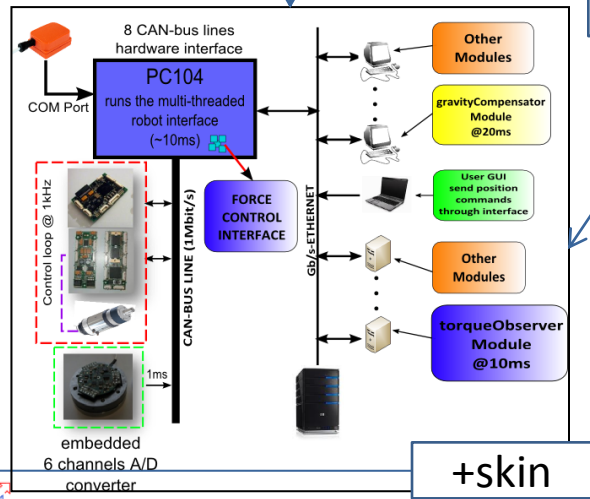 8 CAN-bus lines
hardware interface
PC104
runs the multi-threaded
robot interface
(~10ms)
COM Port
FORCE
CONTROL
INTERFACE
Control loop @ 1kHz
CAN-BUS LINE (1Mbit/s)
1ms
embedded
6 channels A/D
converter
Gb/s-ETHERNET
Other
Modules
gravityCompensator
Module
@20ms
User GUI
send position
commands
through interface
Other
Modules
torqueObserver
Module
@10ms
+skin